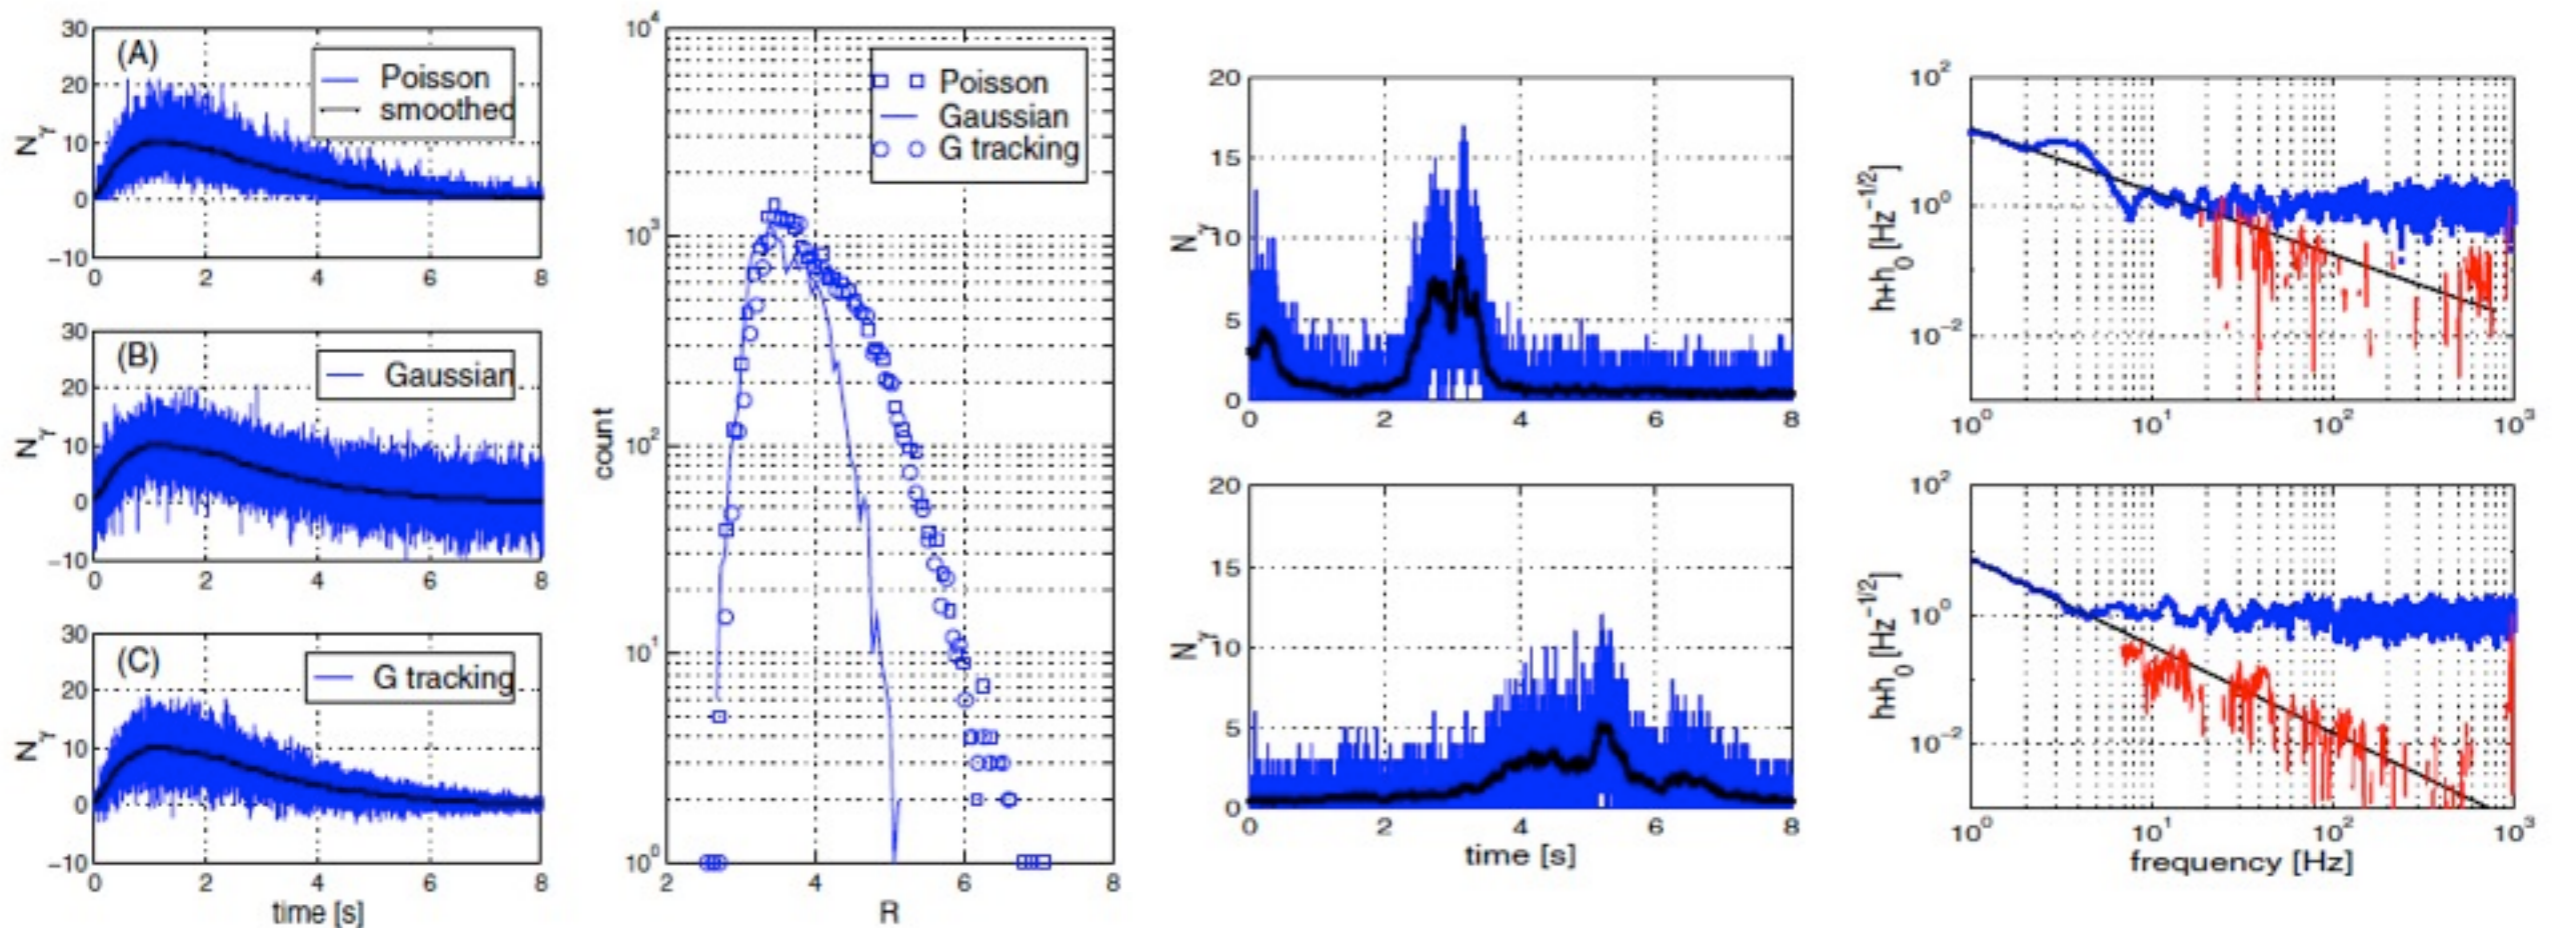 30
20
10
0
−10
(A)
Poisson
smoothed
Nγ
0 2 4 6 8
30
20
10
0
−10
(B)
Gaussian
Nγ
0 2 4 6 8
30
20
10
0
−10
(C)
G tracking
Nγ
0 2 4 6 8
time [s]
10^4
10^3
10^2
10^1
10^0
count
Poisson
Gaussian
G tracking
2 4 6 8
R
20
15
10
5
0
Nγ
0 2 4 6 8
20
15
10
5
0
Nγ
0 2 4 6 8
time [s]
10^2
10^0
10^−2
h+h_0 [Hz^−1/2]
10^0 10^1 10^2 10^3
10^2
10^0
10^−2
h+h_0 [Hz^−1/2]
10^0 10^1 10^2 10^3
frequency [Hz]